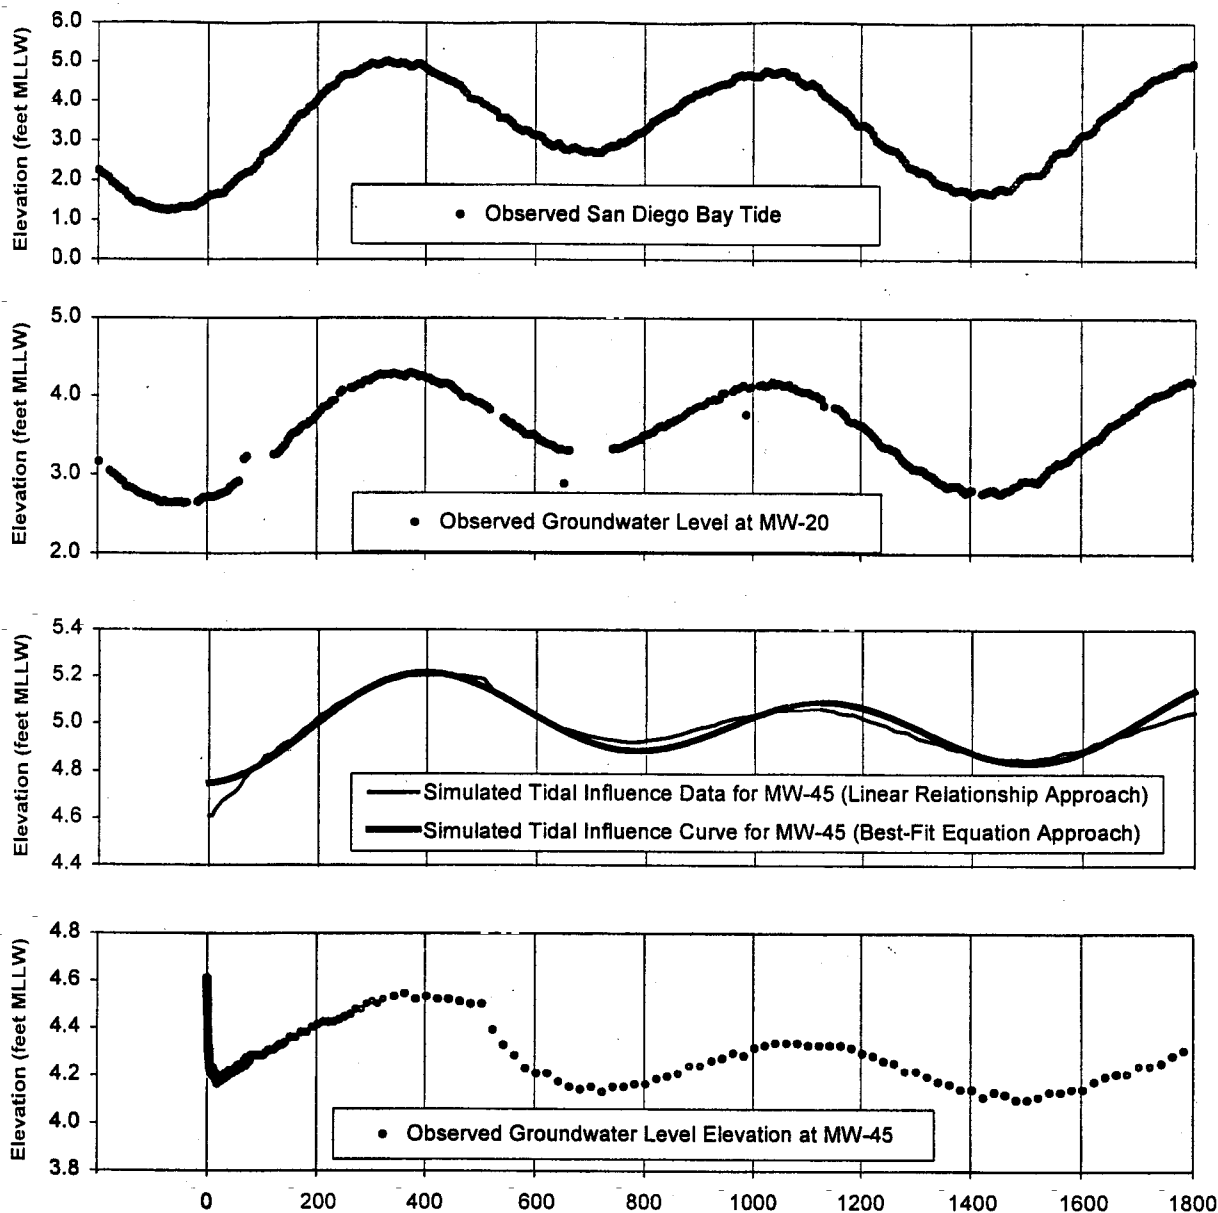 Elevation (feet MLLW)
6.0
5.0
4.0
3.0
2.0
1.0
0.0
Observed San Diego Bay Tide
Elevation (feet MLLW)
5.0
4.0
3.0
2.0
Observed Groundwater Level at MW-20
Elevation (feet MLLW)
5.4
5.2
5.0
4.8
4.6
4.4
Simulated Tidal Influence Data for MW-45 (Linear Relationship Approach)
Simulated Tidal Influence Curve for MW-45 (Best-Fit Equation Approach)
Elevation (feet MLLW)
4.8
4.6
4.4
4.2
4.0
3.8
Observed Groundwater Level Elevation at MW-45
0 200 400 600 800 1000 1200 1400 1600 1800